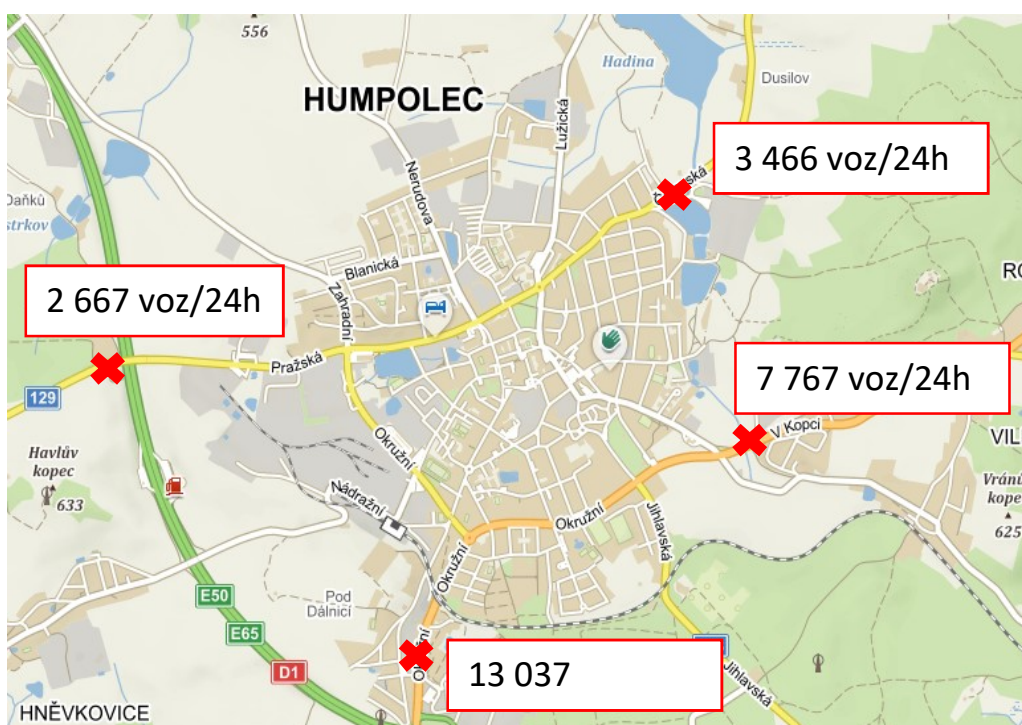 556
Hadina
Dusilov
HUMPOLEC
Lužická
Nerudova
3 466 voz/24h
Daňků
strkov
Blanická
Zahradní
2 667 voz/24h
Pražská
129
7 767 voz/24h
V Kopci
Havlův
kopec
633
Okružní
Nádražní
Okružní
Jihlavská
VIL
Vránů
kope
625
Okružní
E50
Pod
Dálnicí
E65
D1
13 037
Jihlavská
HNĚVKOVICE